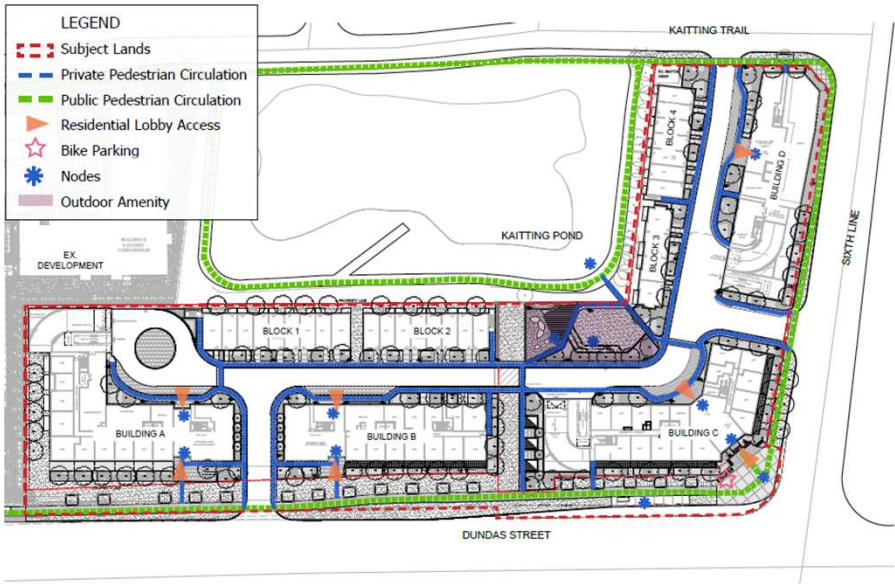 LEGEND
Subject Lands
Private Pedestrian Circulation
Public Pedestrian Circulation
Residential Lobby Access
Bike Parking
Nodes
Outdoor Amenity
KAITTING TRAIL
BLOCK 4
BUILDING D
SIXTH LINE
KAITTING POND
BLOCK 3
EX.
DEVELOPMENT
PROPERTY LINE
BLOCK 1
BLOCK 2
BUILDING A
BUILDING B
BUILDING C
DUNDAS STREET